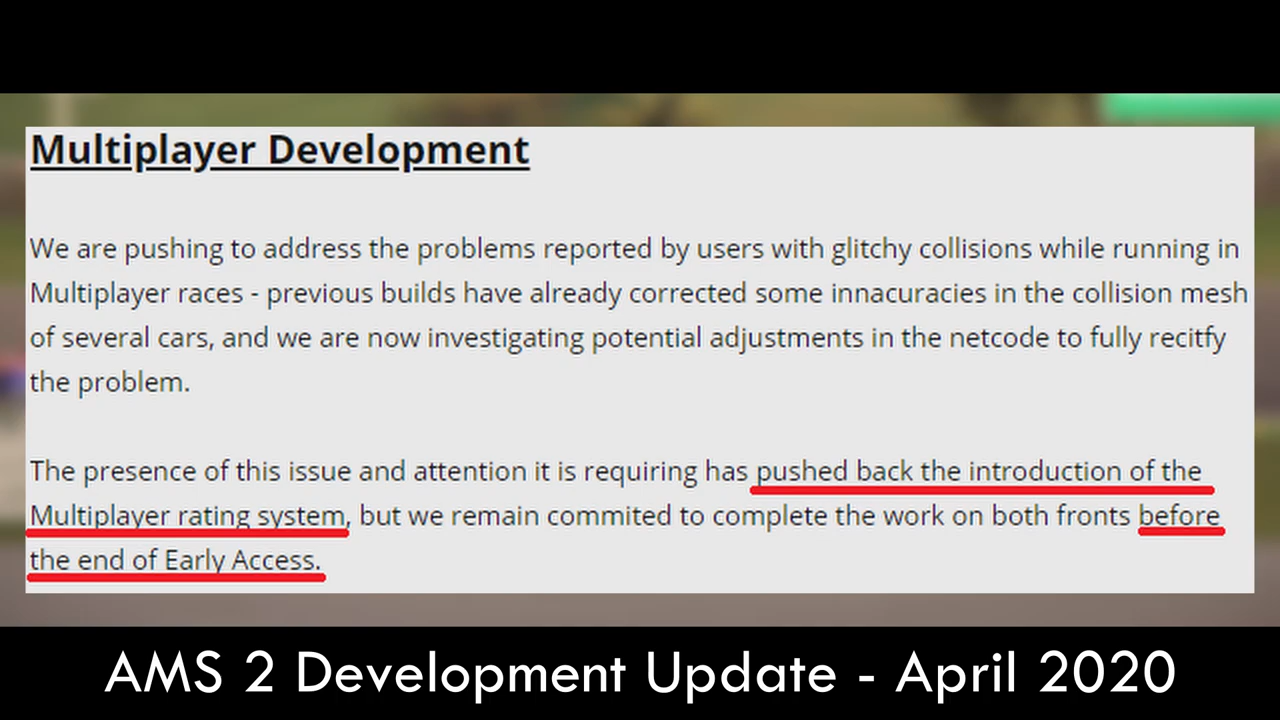 Multiplayer Development
We are pushing to address the problems reported by users with glitchy collisions while running in
Multiplayer races - previous builds have already corrected some innacuracies in the collision mesh
of several cars, and we are now investigating potential adjustments in the netcode to fully recitfy
the problem.
The presence of this issue and attention it is requiring has pushed back the introduction of the
Multiplayer rating system, but we remain commited to complete the work on both fronts before
the end of Early Access.
AMS 2 Development Update - April 2020